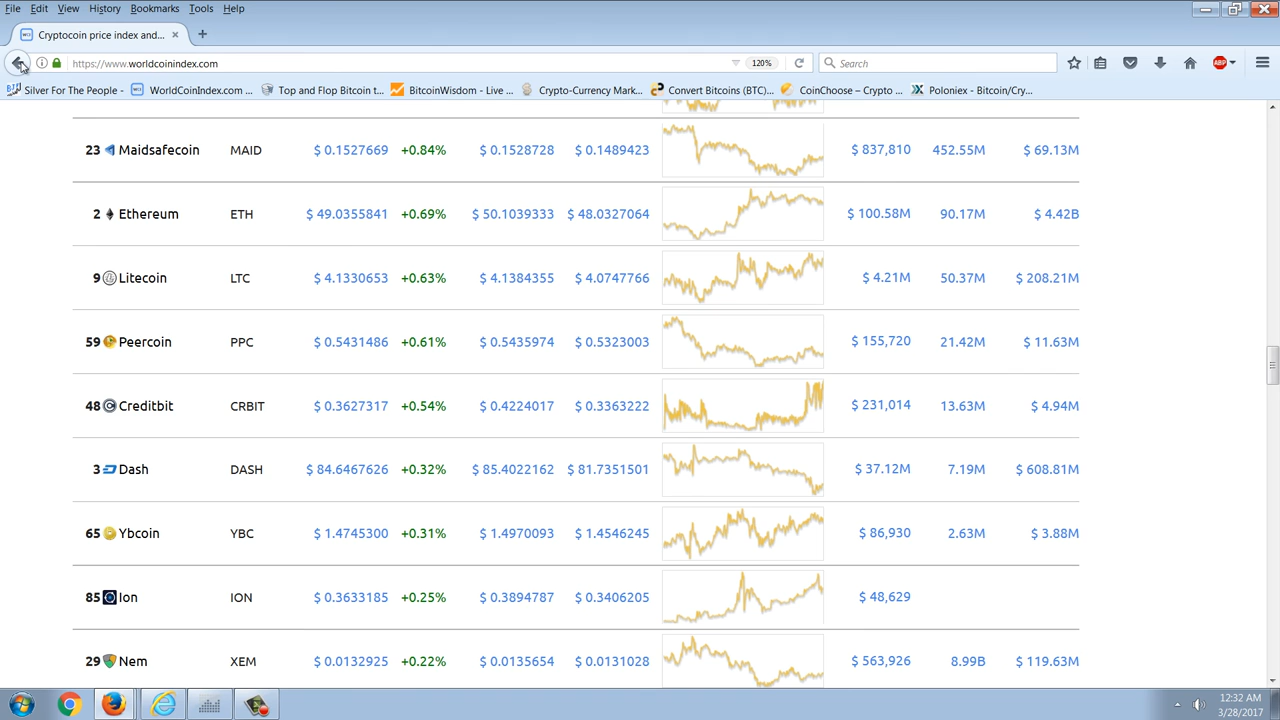 File Edit View History Bookmarks Tools Help
Cryptocoin price index and...
https://www.worldcoinindex.com 120% Search
Silver For The People - WorldCoinIndex.com ... Top and Flop Bitcoin t... BitcoinWisdom - Live ... Crypto-Currency Mark... Convert Bitcoins (BTC)... CoinChoose – Crypto ... Poloniex - Bitcoin/Cry...
23 Maidsafecoin MAID $ 0.1527669 +0.84% $ 0.1528728 $ 0.1489423 $ 837,810 452.55M $ 69.13M
2 Ethereum ETH $ 49.0355841 +0.69% $ 50.1039333 $ 48.0327064 $ 100.58M 90.17M $ 4.42B
9 Litecoin LTC $ 4.1330653 +0.63% $ 4.1384355 $ 4.0747766 $ 4.21M 50.37M $ 208.21M
59 Peercoin PPC $ 0.5431486 +0.61% $ 0.5435974 $ 0.5323003 $ 155,720 21.42M $ 11.63M
48 Creditbit CRBIT $ 0.3627317 +0.54% $ 0.4224017 $ 0.3363222 $ 231,014 13.63M $ 4.94M
3 Dash DASH $ 84.6467626 +0.32% $ 85.4022162 $ 81.7351501 $ 37.12M 7.19M $ 608.81M
65 Ybcoin YBC $ 1.4745300 +0.31% $ 1.4970093 $ 1.4546245 $ 86,930 2.63M $ 3.88M
85 Ion ION $ 0.3633185 +0.25% $ 0.3894787 $ 0.3406205 $ 48,629
29 Nem XEM $ 0.0132925 +0.22% $ 0.0135654 $ 0.0131028 $ 563,926 8.99B $ 119.63M
12:32 AM
3/28/2017